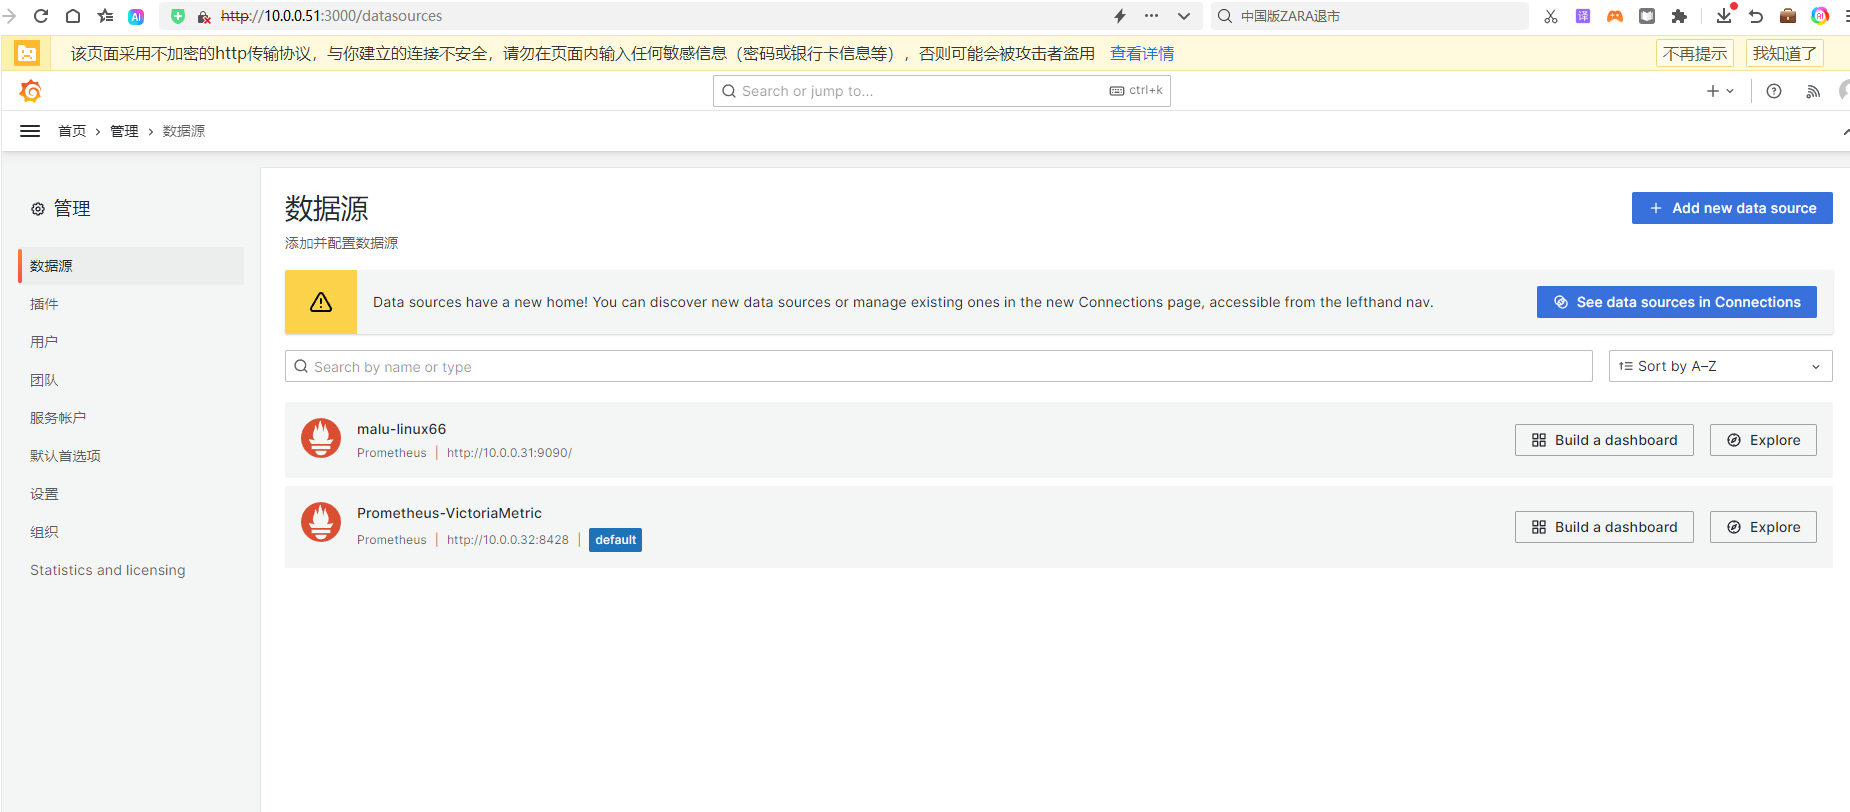 AI
http://10.0.0.51:3000/datasources
中国版ZARA退市
译
该页面采用不加密的http传输协议，与你建立的连接不安全，请勿在页面内输入任何敏感信息（密码或银行卡信息等），否则可能会被攻击者盗用 查看详情
不再提示
我知道了
Search or jump to...
ctrl+k
首页 › 管理 › 数据源
管理
数据源
插件
用户
团队
服务帐户
默认首选项
设置
组织
Statistics and licensing
数据源
添加并配置数据源
+ Add new data source
Data sources have a new home! You can discover new data sources or manage existing ones in the new Connections page, accessible from the lefthand nav.
See data sources in Connections
Search by name or type
Sort by A–Z
malu-linux66
Prometheus | http://10.0.0.31:9090/
Build a dashboard
Explore
Prometheus-VictoriaMetric
Prometheus | http://10.0.0.32:8428 | default
Build a dashboard
Explore